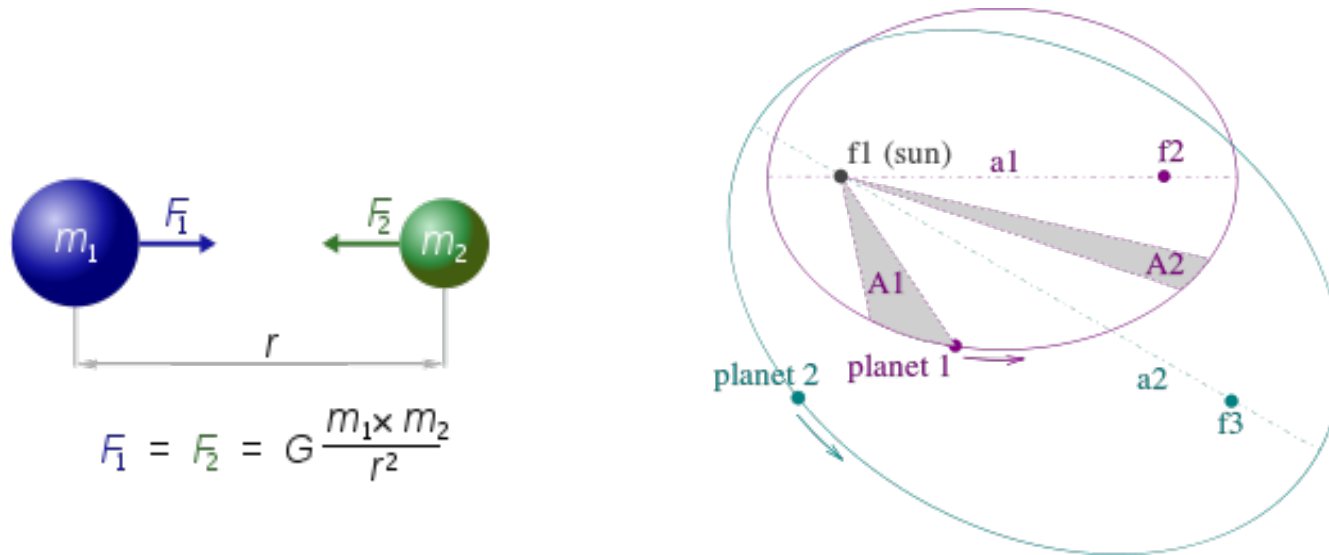 m₁
F₁
F₂
m₂
r
F₁ = F₂ = G m₁ × m₂ / r²
f1 (sun)
a1
f2
A1
A2
planet 1
planet 2
a2
f3